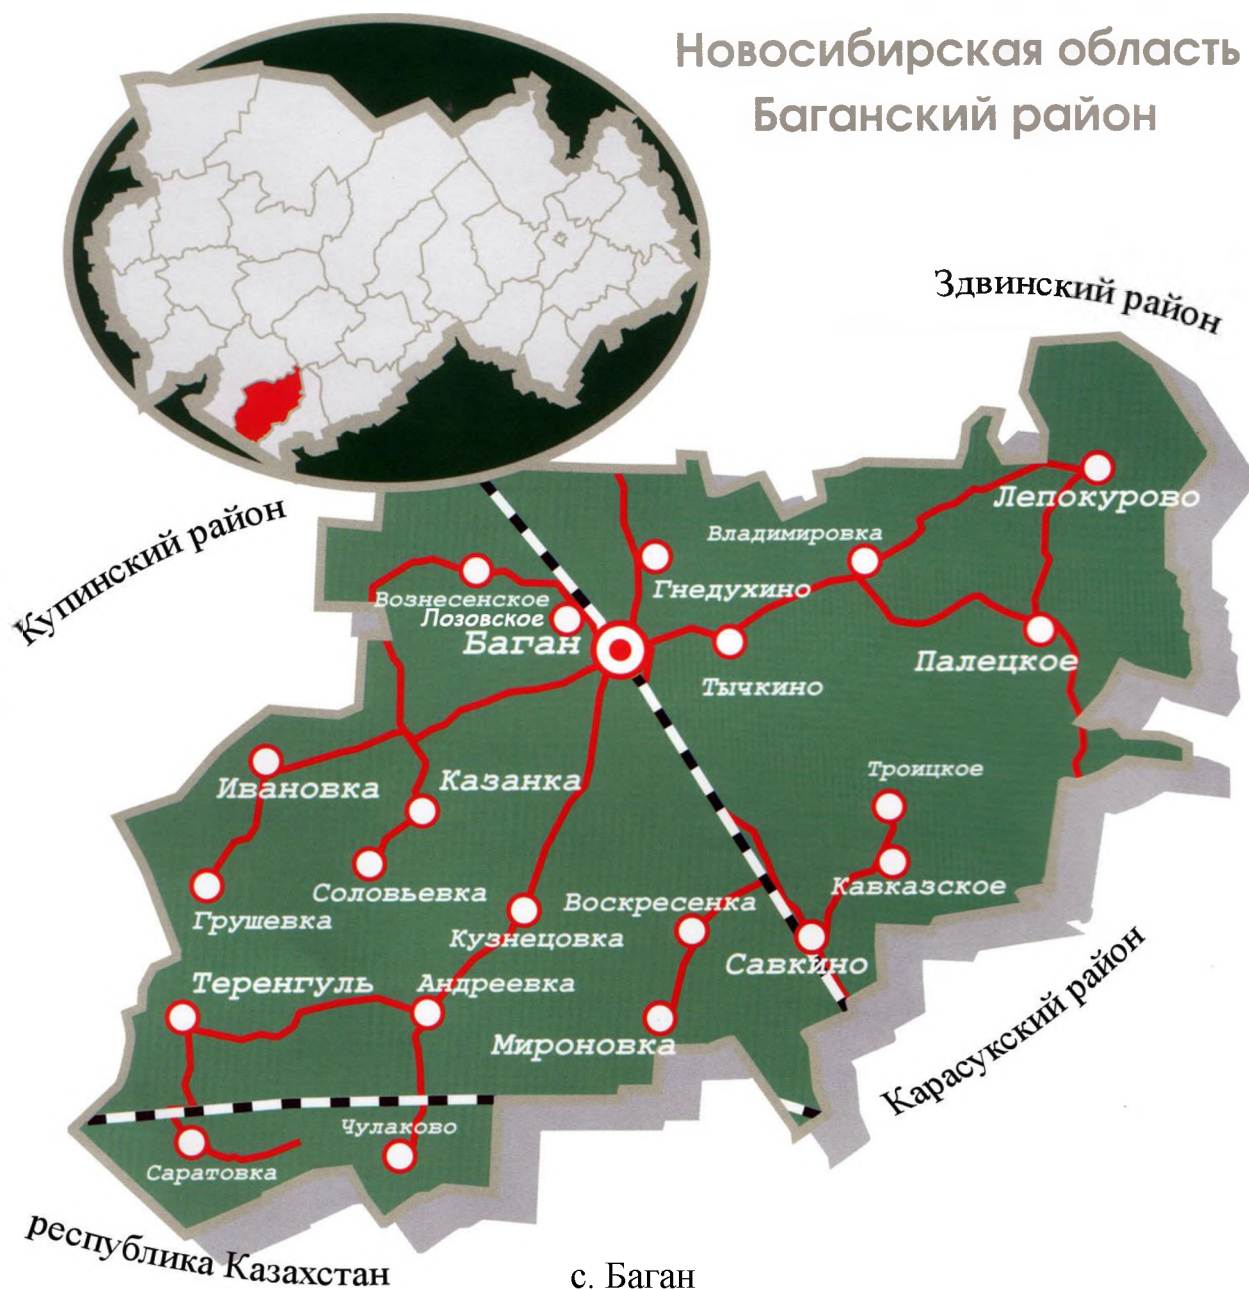 Новосибирская область
Баганский район
Здвинский район
Купинский район
Лепокурово
Владимировка
Гнедухино
Вознесенское
Лозовское
Баган
Палецкое
Тычкино
Троицкое
Ивановка
Казанка
Соловьевка
Кавказское
Воскресенка
Грушевка
Кузнецовка
Савкино
Теренгуль
Андреевка
Мироновка
Карасукский район
Чулаково
Саратовка
республика Казахстан
с. Баган